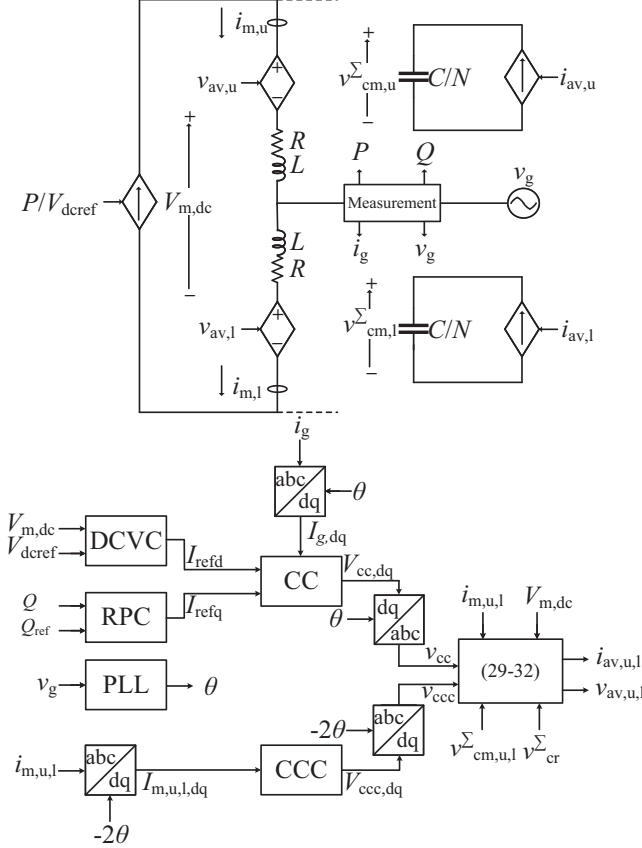 i_m,u
+
−
v_av,u
R
L
+
V_m,dc
−
P/V_dcref
L
R
+
−
v_av,l
i_m,l
+
v^Σ_cm,u
−
C/N
i_av,u
P
Q
Measurement
i_g
v_g
v_g
+
v^Σ_cm,l
−
C/N
i_av,l
i_g
abc
dq
θ
I_g,dq
V_m,dc
V_dcref
DCVC
I_refd
CC
V_cc,dq
Q
Q_ref
RPC
I_refq
θ
dq
abc
v_cc
v_g
PLL
θ
i_m,u,l
V_m,dc
(29-32)
i_av,u,l
v_av,u,l
v^Σ_cm,u,l
v^Σ_cr
v_ccc
-2θ
abc
dq
i_m,u,l
abc
dq
-2θ
I_m,u,l,dq
CCC
V_ccc,dq